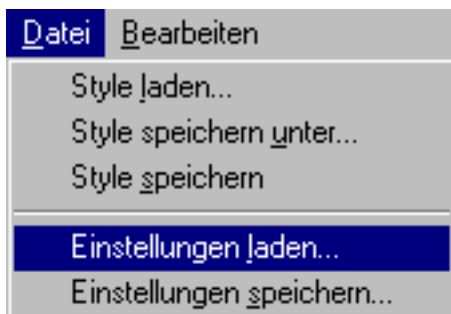 Datei Bearbeiten
Style laden...
Style speichern unter...
Style speichern
Einstellungen laden...
Einstellungen speichern...